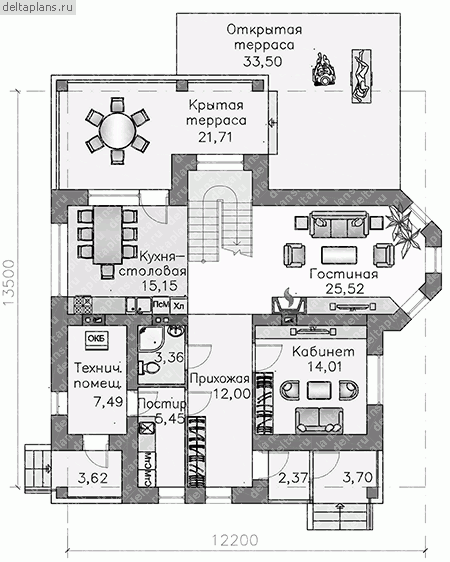 deltaplans.ru
Открытая
терраса
33,50
Крытая
терраса
21,71
Кухня—
столовая
15,15
Гостиная
25,52
ПсМ
Хл
ОКБ
Технич.
помещ.
7,49
3,36
Прихожая
12,00
Кабинет
14,01
Постир
5,45
СМ
СМ
3,62
2,37
3,70
13500
12200